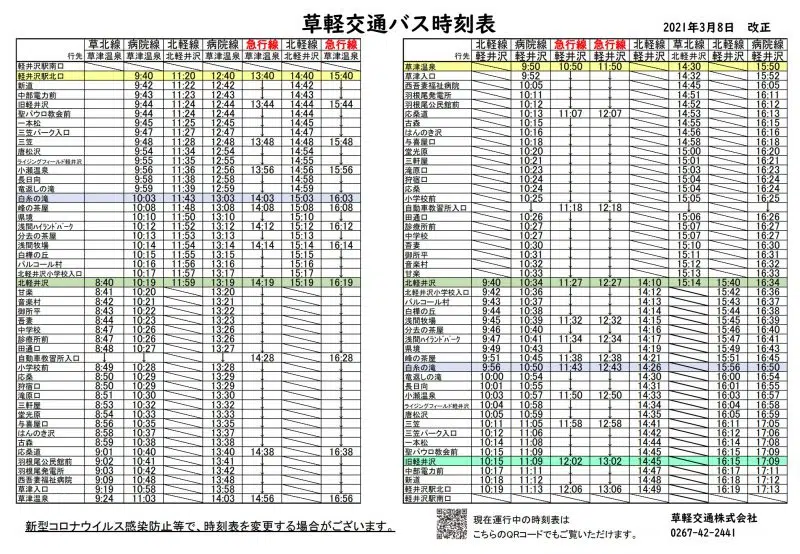 草軽交通バス時刻表
2021年3月8日 改正
草北線 病院線 北軽線 病院線 急行線 北軽線 急行線
行先 草津温泉 草津温泉 北軽井沢 草津温泉 草津温泉 北軽井沢 草津温泉
軽井沢駅南口
軽井沢駅北口 9:40 11:20 12:40 13:40 14:40 15:40
新道 9:42 11:22 12:42 ↓ 14:42 ↓
中部電力前 9:43 11:23 12:43 ↓ 14:43 ↓
旧軽井沢 9:44 11:24 12:44 13:44 14:44 15:44
聖パウロ教会前 9:44 11:24 12:44 ↓ 14:44 ↓
一本松 9:45 11:25 12:45 ↓ 14:45 ↓
三笠パーク入口 9:47 11:27 12:47 ↓ 14:47 ↓
三笠 9:48 11:28 12:48 13:48 14:48 15:48
唐松沢 9:54 11:34 12:54 ↓ 14:54 ↓
ライジングフィールド軽井沢 9:55 11:35 12:55 ↓ 14:55 ↓
小瀬温泉 9:56 11:36 12:56 13:56 14:56 15:56
長日向 9:58 11:38 12:58 ↓ 14:58 ↓
竜返しの滝 9:59 11:39 12:59 ↓ 14:59 ↓
白糸の滝 10:03 11:43 13:03 14:03 15:03 16:03
峰の茶屋 10:08 11:48 13:08 14:08 15:08 16:08
県境 10:10 11:50 13:10 ↓ 15:10 ↓
浅間ハイランドパーク 10:12 11:52 13:12 14:12 15:12 16:12
分去の茶屋 10:13 11:53 13:13 ↓ 15:13 ↓
浅間牧場 10:14 11:54 13:14 14:14 15:14 16:14
白樺の丘 10:15 11:55 13:15 ↓ 15:15 ↓
パルコール村 10:16 11:56 13:16 ↓ 15:16 ↓
北軽井沢小学校入口 10:17 11:57 13:17 ↓ 15:17 ↓
北軽井沢 8:40 10:19 11:59 13:19 14:19 15:19 16:19
甘楽 8:41 10:20 13:20 ↓ ↓
音楽村 8:42 10:21 13:21 ↓ ↓
御所平 8:43 10:22 13:22 ↓ ↓
吾妻 8:44 10:23 13:23 ↓ ↓
中学校 8:47 10:26 13:26 ↓ ↓
診療所前 8:47 10:26 13:26 ↓ ↓
田通口 8:48 10:27 13:27 ↓ ↓
自動車教習所入口 ↓ ↓ ↓ 14:28 16:28
小学校前 8:49 10:28 13:28 ↓ ↓
応桑 8:50 10:29 13:29 ↓ ↓
狩宿口 8:50 10:29 13:29 ↓ ↓
滝原口 8:51 10:30 13:30 ↓ ↓
三軒屋 8:53 10:32 13:32 ↓ ↓
堂光原 8:54 10:33 13:33 ↓ ↓
与喜屋口 8:56 10:35 13:35 ↓ ↓
はんのき沢 8:58 10:37 13:37 ↓ ↓
古森 8:59 10:38 13:38 ↓ ↓
応桑道 9:01 10:40 13:40 14:38 16:38
羽根尾公民館前 9:02 10:41 13:41 ↓ ↓
羽根尾発電所 9:03 10:42 13:42 ↓ ↓
西吾妻福祉病院 9:09 10:48 13:48 ↓ ↓
草津入口 9:19 10:58 13:58 ↓ ↓
草津温泉 9:24 11:03 14:03 14:56 16:56
北軽線 病院線 急行線 急行線 北軽線 草北線 北軽線 病院線
行先 軽井沢 軽井沢 軽井沢 軽井沢 軽井沢 北軽井沢 軽井沢 軽井沢
草津温泉 9:50 10:50 11:50 14:30 15:50
草津入口 9:52 ↓ ↓ 14:32 15:52
西吾妻福祉病院 10:05 ↓ ↓ 14:45 16:05
羽根尾発電所 10:11 ↓ ↓ 14:51 16:11
羽根尾公民館前 10:12 ↓ ↓ 14:52 16:12
応桑道 10:13 11:07 12:07 14:53 16:13
古森 10:15 ↓ ↓ 14:55 16:15
はんのき沢 10:16 ↓ ↓ 14:56 16:16
与喜屋口 10:18 ↓ ↓ 14:58 16:18
堂光原 10:20 ↓ ↓ 15:00 16:20
三軒屋 10:21 ↓ ↓ 15:01 16:21
滝原口 10:23 ↓ ↓ 15:03 16:23
狩宿口 10:24 ↓ ↓ 15:04 16:24
応桑 10:24 ↓ ↓ 15:04 16:24
小学校前 10:25 ↓ ↓ 15:05 16:25
自動車教習所入口 ↓ 11:18 12:18 ↓ ↓
田通口 10:26 ↓ ↓ 15:06 16:26
診療所前 10:27 ↓ ↓ 15:07 16:27
中学校 10:27 ↓ ↓ 15:07 16:27
吾妻 10:30 ↓ ↓ 15:10 16:30
御所平 10:31 ↓ ↓ 15:11 16:31
音楽村 10:32 ↓ ↓ 15:12 16:32
甘楽 10:33 ↓ ↓ 15:13 16:33
北軽井沢 9:40 10:34 11:27 12:27 14:10 15:14 15:40 16:34
北軽井沢小学校入口 9:42 10:36 ↓ ↓ 14:12 15:42 16:36
パルコール村 9:43 10:37 ↓ ↓ 14:13 15:43 16:37
白樺の丘 9:44 10:38 ↓ ↓ 14:14 15:44 16:38
浅間牧場 9:45 10:39 11:32 12:32 14:15 15:45 16:39
分去の茶屋 9:46 10:40 ↓ ↓ 14:16 15:46 16:40
浅間ハイランドパーク 9:47 10:41 11:34 12:34 14:17 15:47 16:41
県境 9:49 10:43 ↓ ↓ 14:19 15:49 16:43
峰の茶屋 9:51 10:45 11:38 12:38 14:21 15:51 16:45
白糸の滝 9:56 10:50 11:43 12:43 14:26 15:56 16:50
竜返しの滝 10:00 10:54 ↓ ↓ 14:30 16:00 16:54
長日向 10:01 10:55 ↓ ↓ 14:31 16:01 16:55
小瀬温泉 10:03 10:57 11:50 12:50 14:33 16:03 16:57
ライジングフィールド軽井沢 10:04 10:58 ↓ ↓ 14:34 16:04 16:58
唐松沢 10:05 10:59 ↓ ↓ 14:35 16:05 16:59
三笠 10:11 11:05 11:58 12:58 14:41 16:11 17:05
三笠パーク入口 10:12 11:06 ↓ ↓ 14:42 16:12 17:06
一本松 10:14 11:08 ↓ ↓ 14:44 16:14 17:08
聖パウロ教会前 10:15 11:09 ↓ ↓ 14:45 16:15 17:09
旧軽井沢 10:15 11:09 12:02 13:02 14:45 16:15 17:09
中部電力前 10:17 11:11 ↓ ↓ 14:47 16:17 17:11
新道 10:18 11:12 ↓ ↓ 14:48 16:18 17:12
軽井沢駅北口 10:19 11:13 12:06 13:06 14:49 16:19 17:13
軽井沢駅南口
新型コロナウイルス感染防止等で、時刻表を変更する場合がございます。
現在運行中の時刻表は
こちらのQRコードでもご覧いただけます。
草軽交通株式会社
0267-42-2441